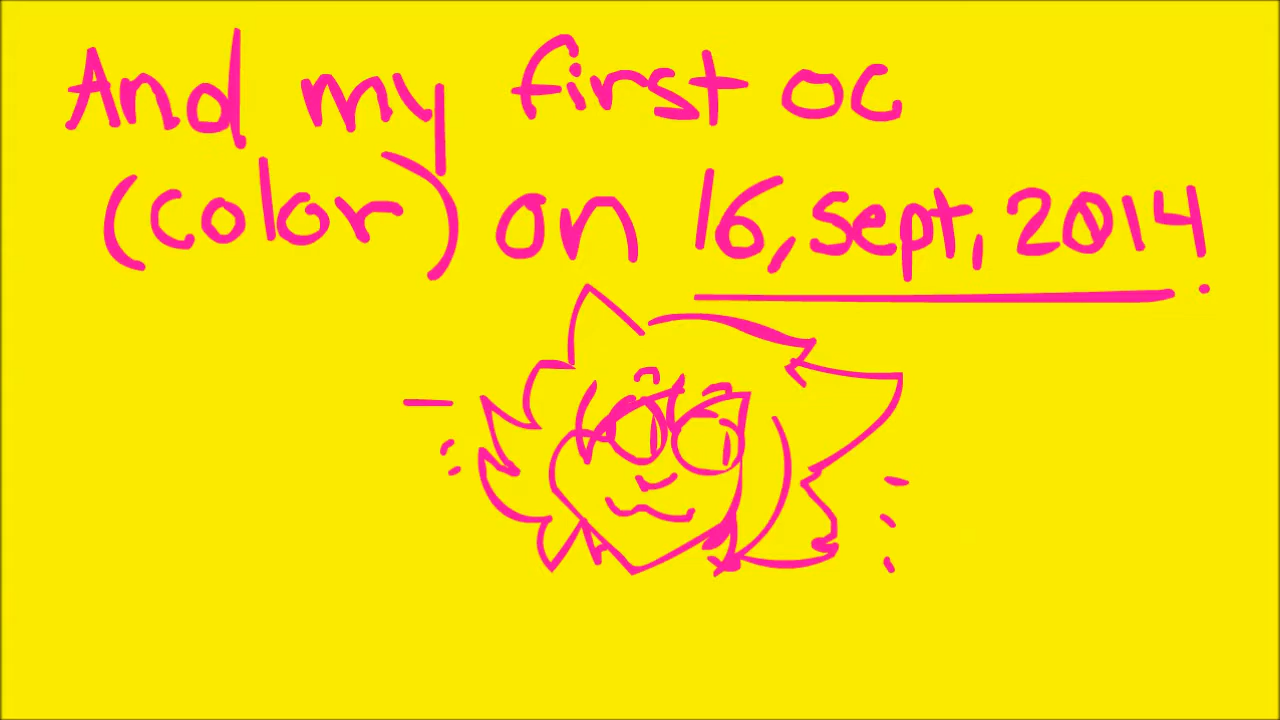 And my first oc
(color) on 16, sept, 2014.